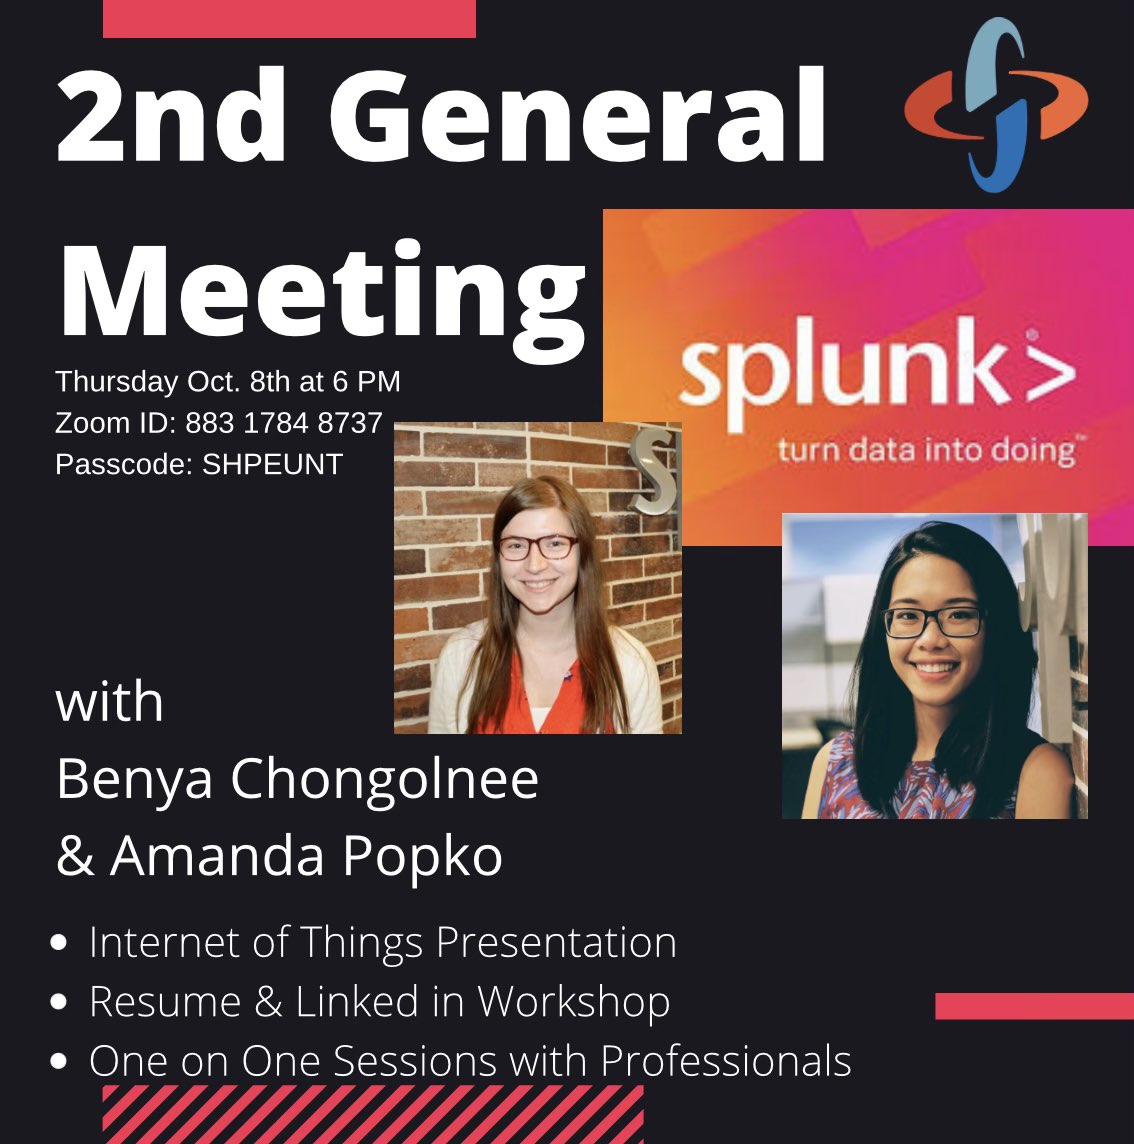 2nd General
Meeting
Thursday Oct. 8th at 6 PM
Zoom ID: 883 1784 8737
Passcode: SHPEUNT
splunk>®
turn data into doing™
S
with
Benya Chongolnee
& Amanda Popko
• Internet of Things Presentation
• Resume & Linked in Workshop
• One on One Sessions with Professionals